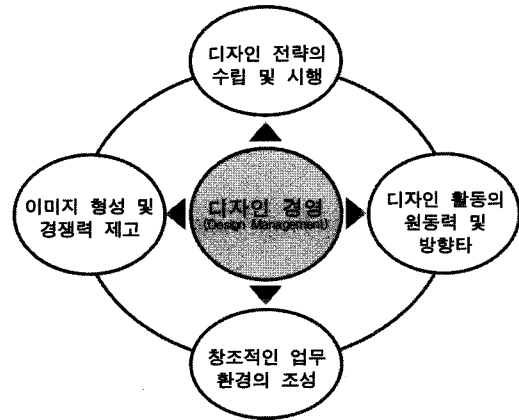 디자인 전략의
수립 및 시행
이미지 형성 및
경쟁력 제고
디자인 경영
(Design Management)
디자인 활동의
원동력 및
방향타
창조적인 업무
환경의 조성